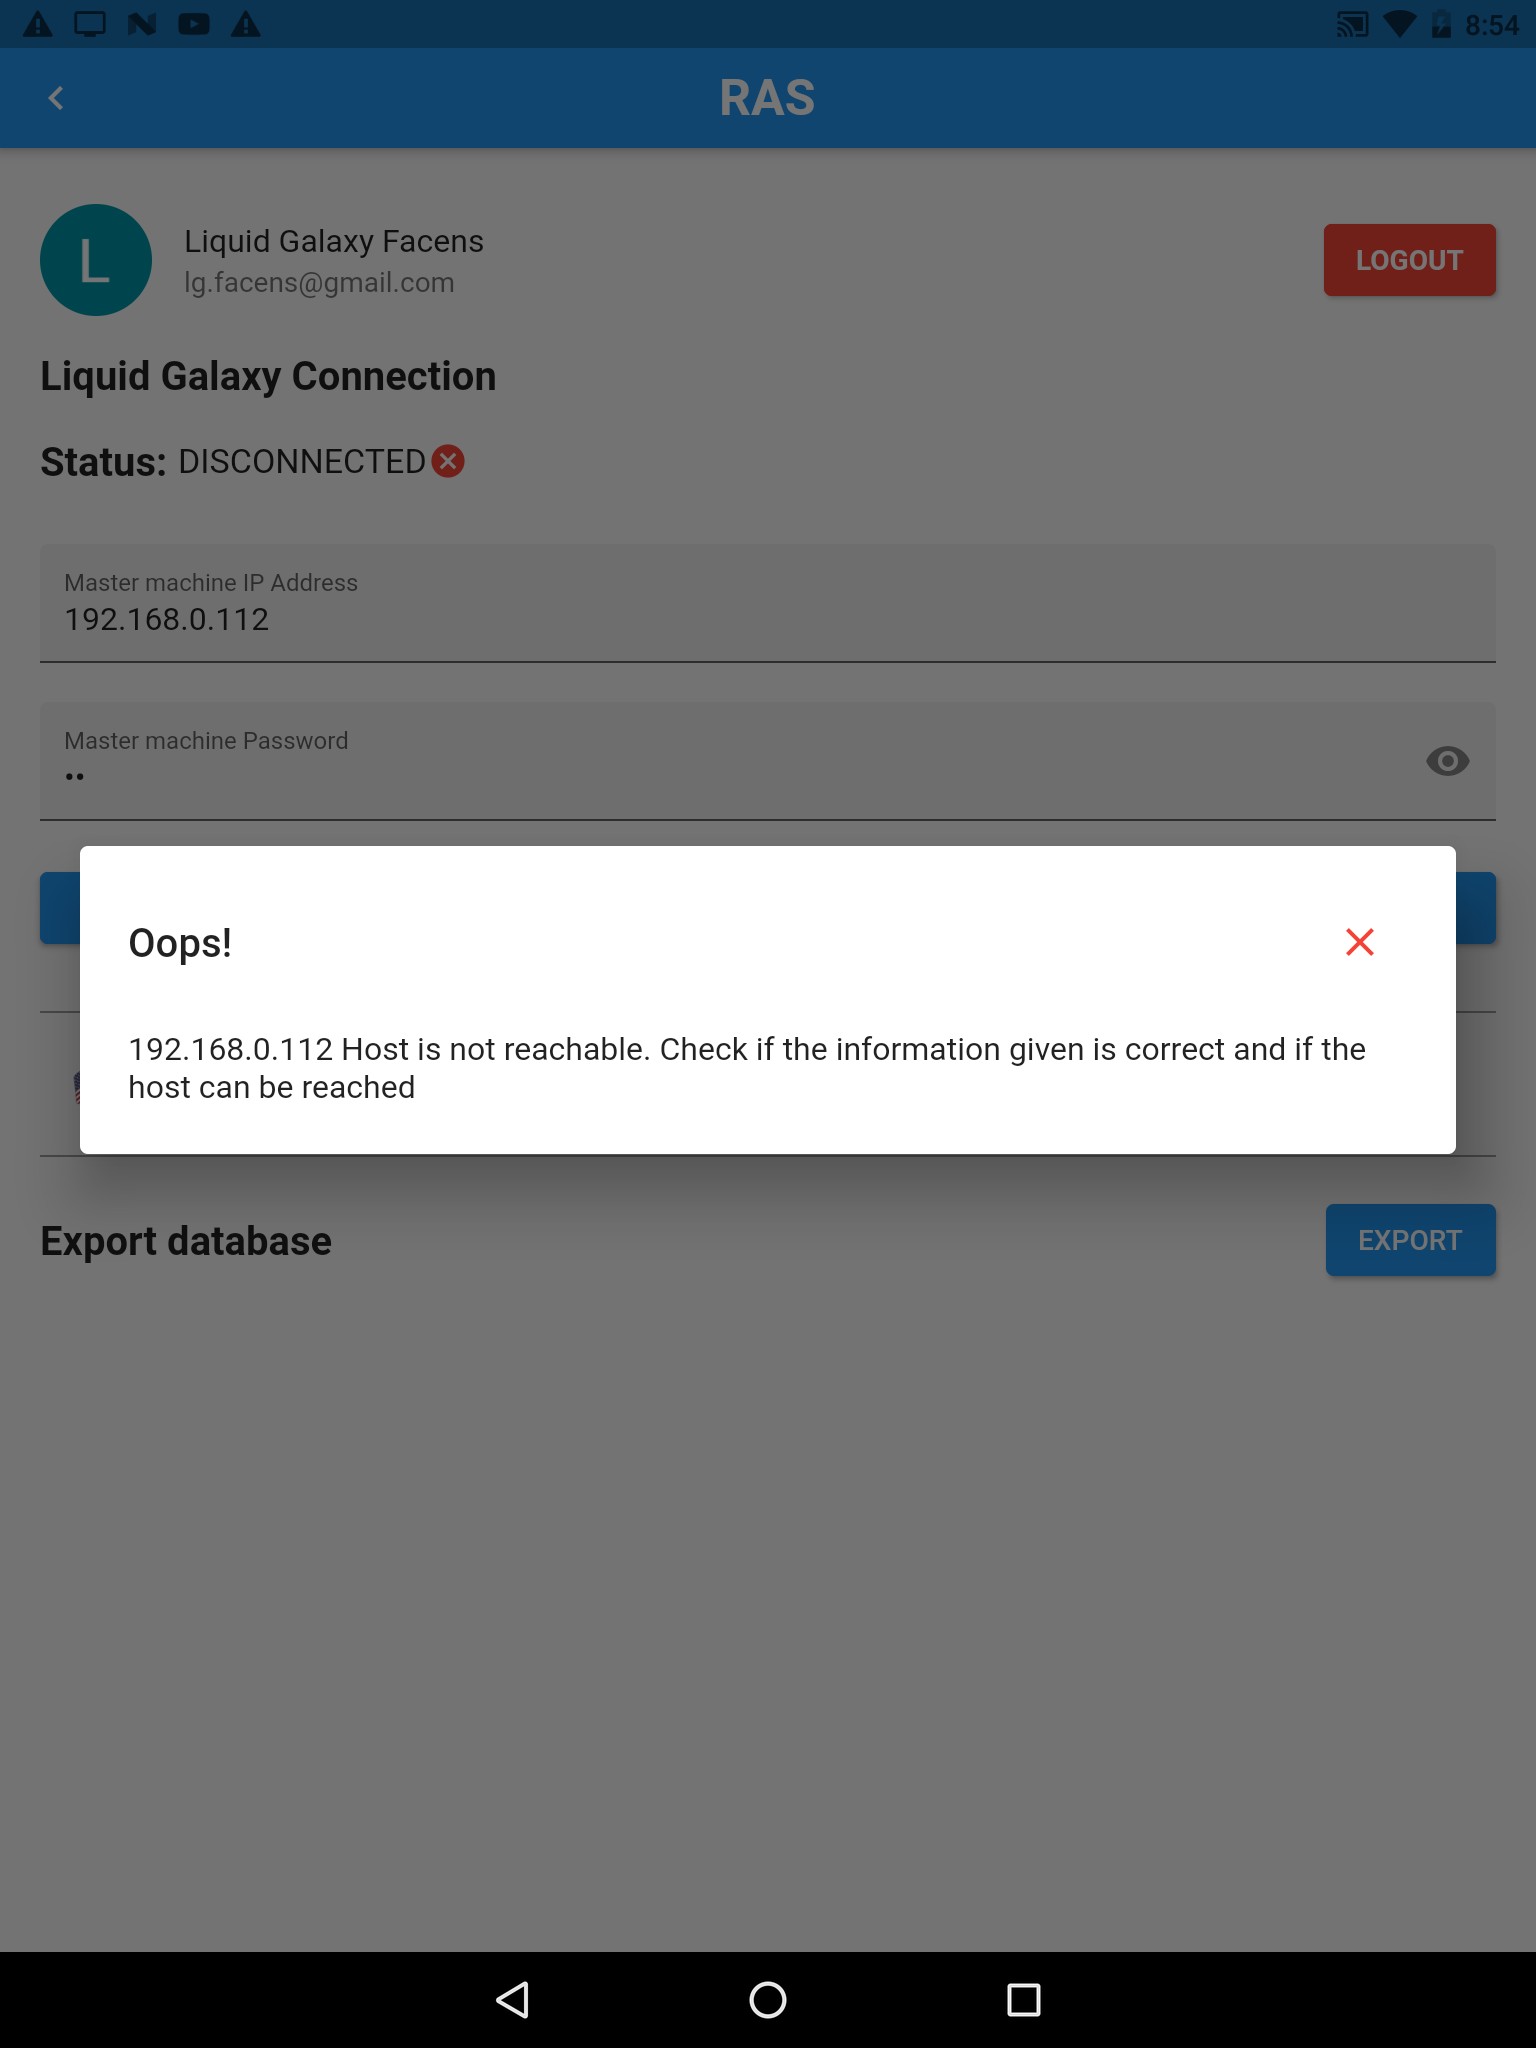 8:54
RAS
L
Liquid Galaxy Facens
lg.facens@gmail.com
LOGOUT
Liquid Galaxy Connection
Status: DISCONNECTED
Master machine IP Address
192.168.0.112
Master machine Password
••
Oops!
192.168.0.112 Host is not reachable. Check if the information given is correct and if the
host can be reached
Export database
EXPORT